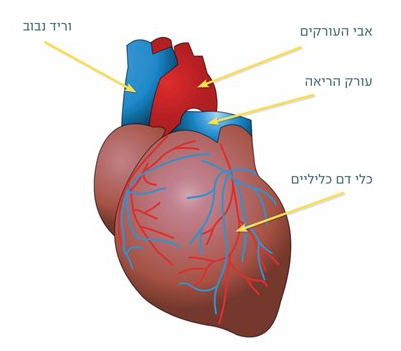 וריד נבוב
אבי העורקים
עורק הריאה
כלי דם כליליים